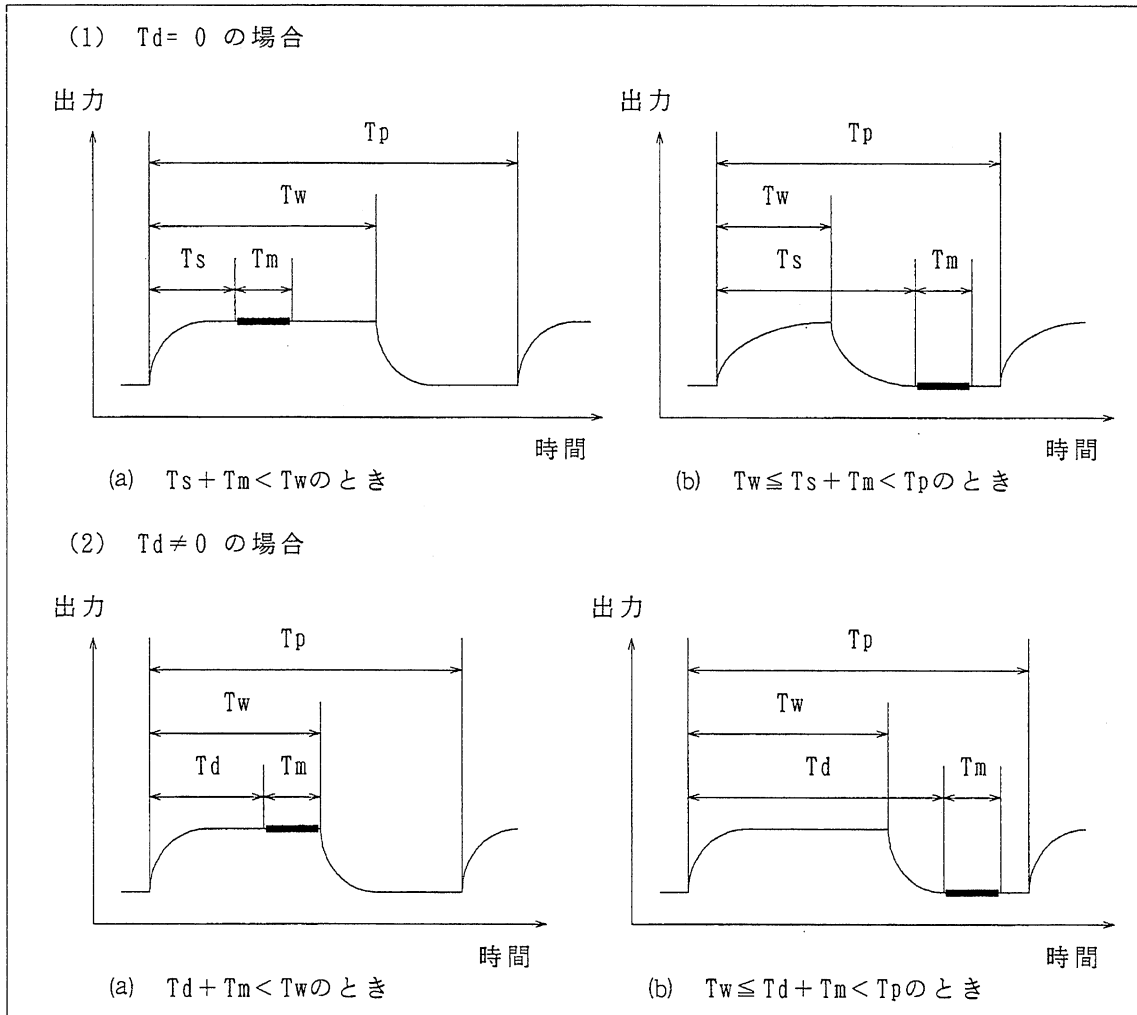 (1) Td= 0 の場合
出力
Tp
Tw
Ts
Tm
時間
(a) Ts+Tm<Twのとき
出力
Tp
Tw
Ts
Tm
時間
(b) Tw≦Ts+Tm<Tpのとき
(2) Td≠0 の場合
出力
Tp
Tw
Td
Tm
時間
(a) Td+Tm<Twのとき
出力
Tp
Tw
Td
Tm
時間
(b) Tw≦Td+Tm<Tpのとき